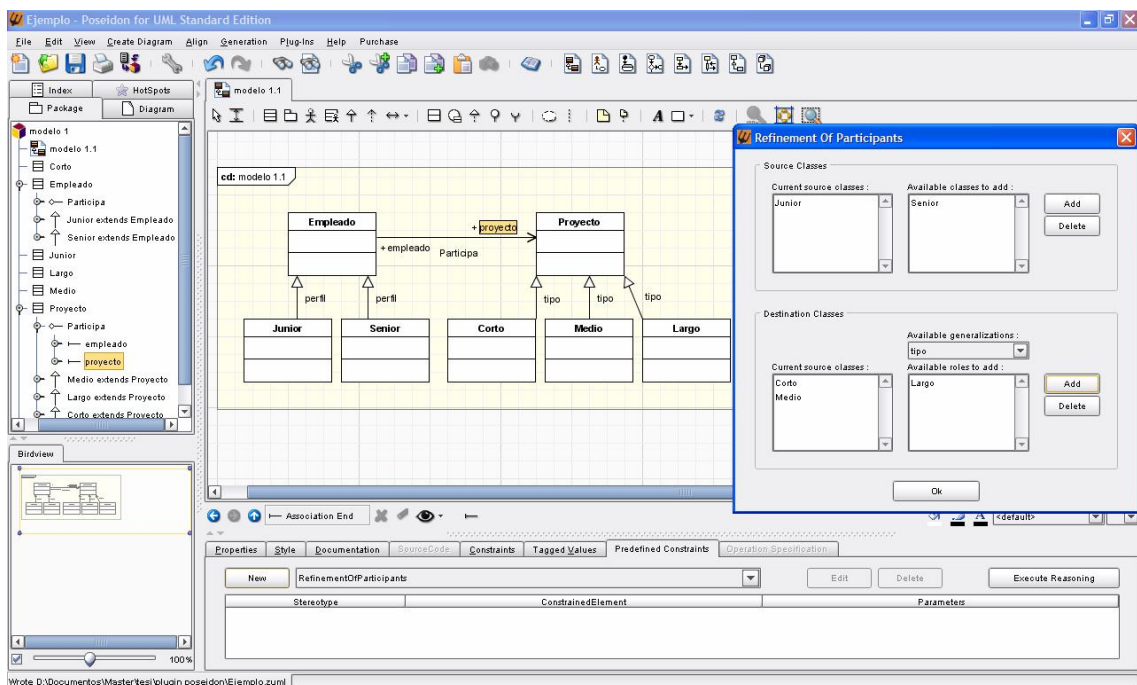 Ejemplo - Poseidon for UML Standard Edition
File Edit View Create Diagram Align Generation Plug-Ins Help Purchase
Index HotSpots
Package Diagram
modelo 1
modelo 1.1
Corto
Empleado
Participa
Junior extends Empleado
Senior extends Empleado
Junior
Largo
Medio
Proyecto
Participa
empleado
proyecto
Medio extends Proyecto
Largo extends Proyecto
Corto extends Proyecto
Birdview
100%
modelo 1.1
A
cd: modelo 1.1
Empleado
+ proyecto
Proyecto
+ empleado
Participa
perfil
perfil
tipo
tipo
tipo
Junior
Senior
Corto
Medio
Largo
Refinement Of Participants
Source Classes
Current source classes :
Available classes to add :
Junior
Senior
Add
Delete
Destination Classes
Available generalizations :
tipo
Current source classes :
Available roles to add :
Corto
Medio
Largo
Add
Delete
Ok
Association End
A
<default>
Properties Style Documentation SourceCode Constraints Tagged Values Predefined Constraints Operation Specification
New
RefinementOfParticipants
Edit
Delete
Execute Reasoning
Stereotype ConstrainedElement Parameters
Wrote D:\Documentos\Master\tesi\plugin poseidon\Ejemplo.zuml